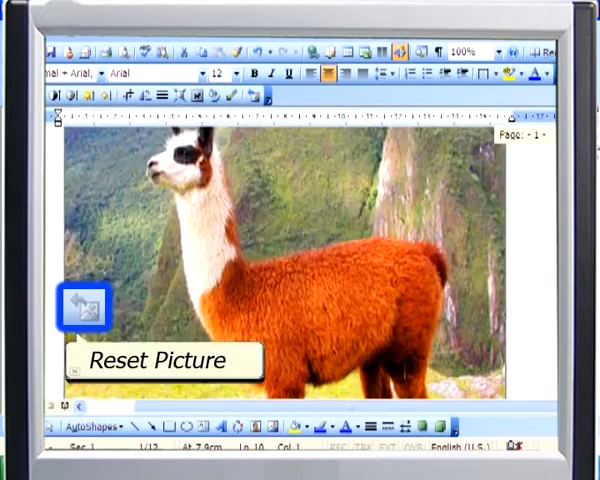 100% Rea
mal + Arial, Arial 12 B I U A
Page: - 1 -
Reset Picture
AutoShapes A A
Sec 1 1/12 At 7.9cm Ln 10 Col 1 REC TRK EXT OVR English (U.S.)